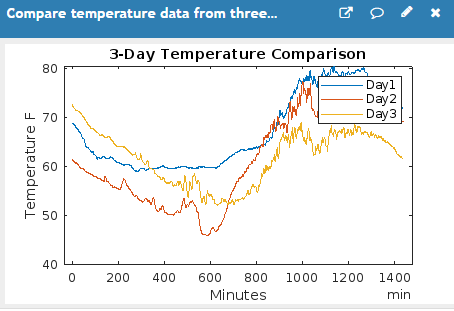 Compare temperature data from three...
3-Day Temperature Comparison
80
70
60
50
40
Temperature F
Day1
Day2
Day3
0 200 400 600 800 1000 1200 1400
Minutes
min